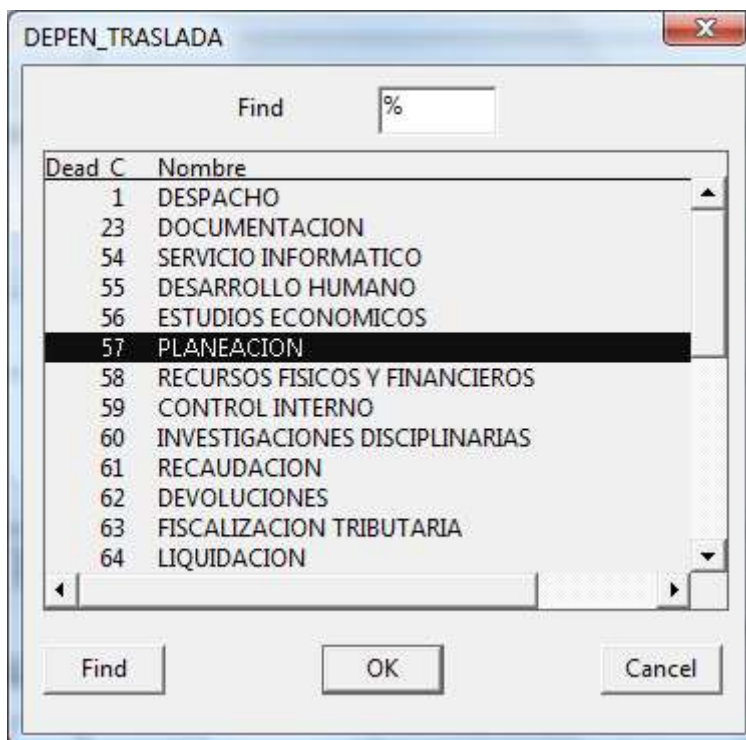 DEPEN_TRASLADA
Find %
Dead_C Nombre
1 DESPACHO
23 DOCUMENTACION
54 SERVICIO INFORMATICO
55 DESARROLLO HUMANO
56 ESTUDIOS ECONOMICOS
57 PLANEACION
58 RECURSOS FISICOS Y FINANCIEROS
59 CONTROL INTERNO
60 INVESTIGACIONES DISCIPLINARIAS
61 RECAUDACION
62 DEVOLUCIONES
63 FISCALIZACION TRIBUTARIA
64 LIQUIDACION
Find OK Cancel